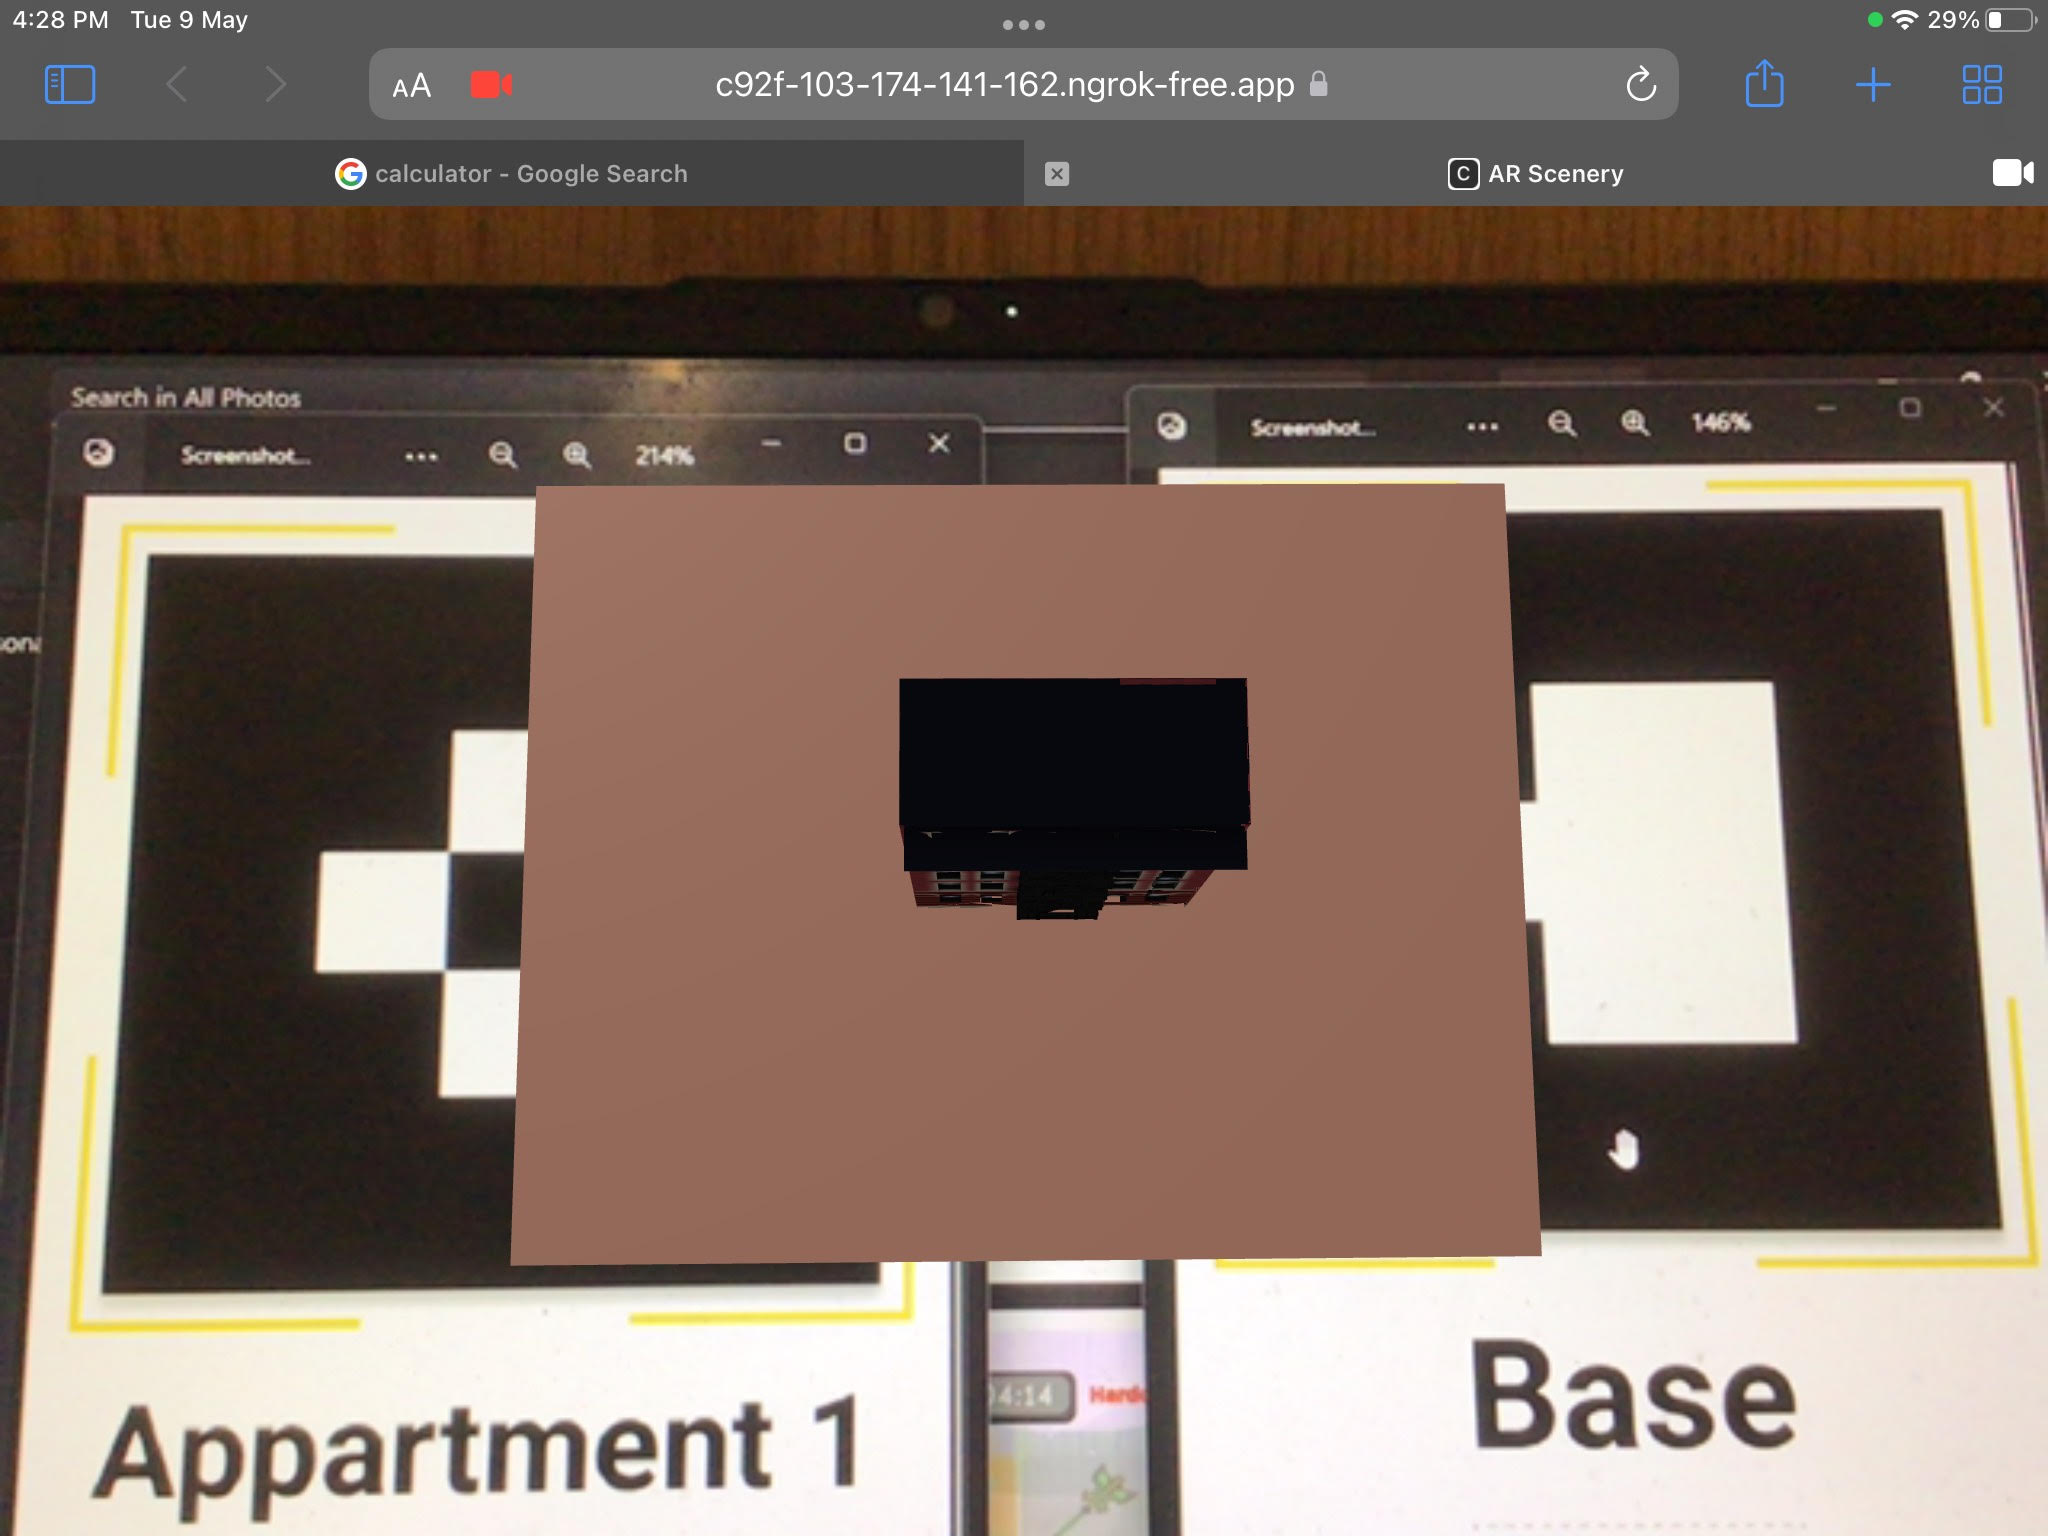 4:28 PM Tue 9 May
29%
AA
c92f-103-174-141-162.ngrok-free.app
calculator - Google Search
C AR Scenery
Search in All Photos
Screenshot... ... 214%
Screenshot... ... 146%
4:14
Appartment 1
Base